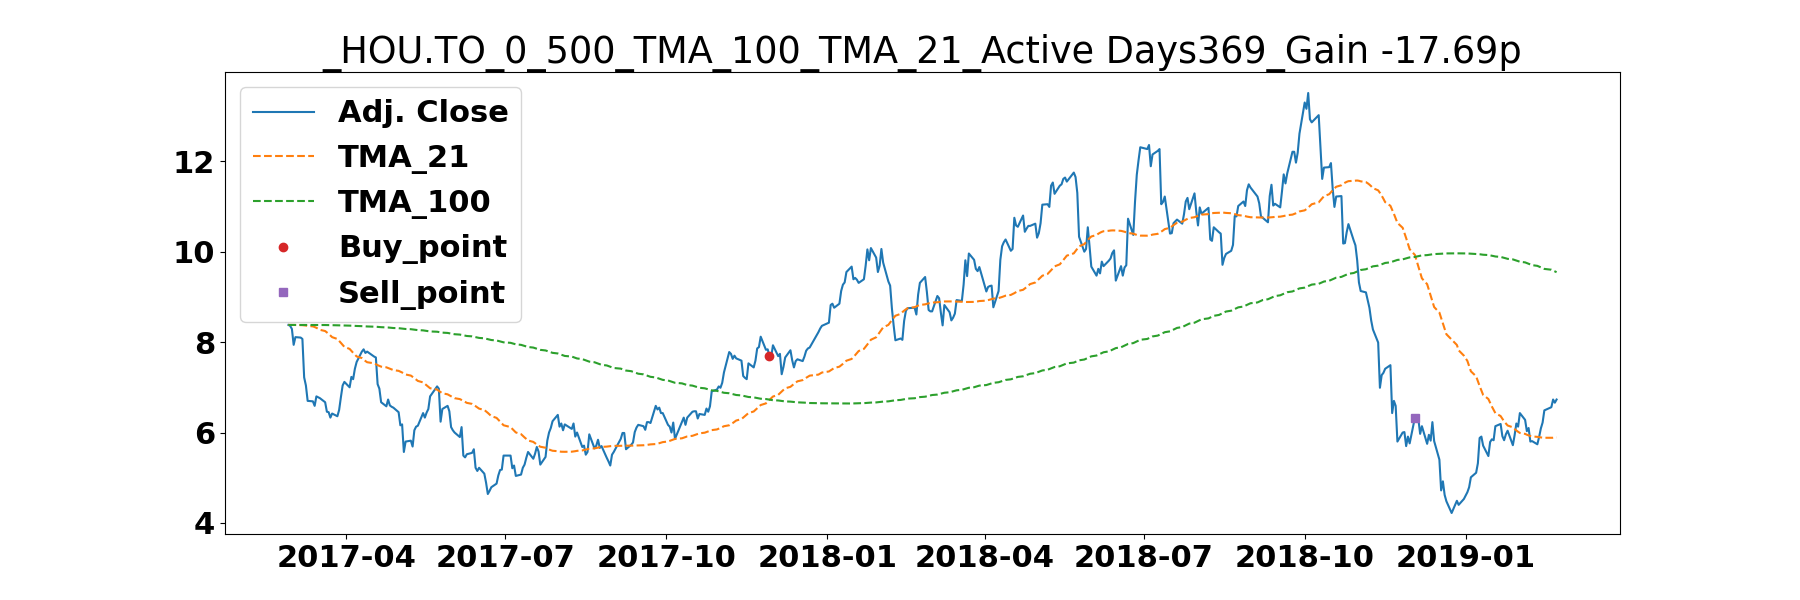 _HOU.TO_0_500_TMA_100_TMA_21_Active Days369_Gain -17.69p
Adj. Close
TMA_21
TMA_100
Buy_point
Sell_point
12
10
8
6
4
2017-04 2017-07 2017-10 2018-01 2018-04 2018-07 2018-10 2019-01